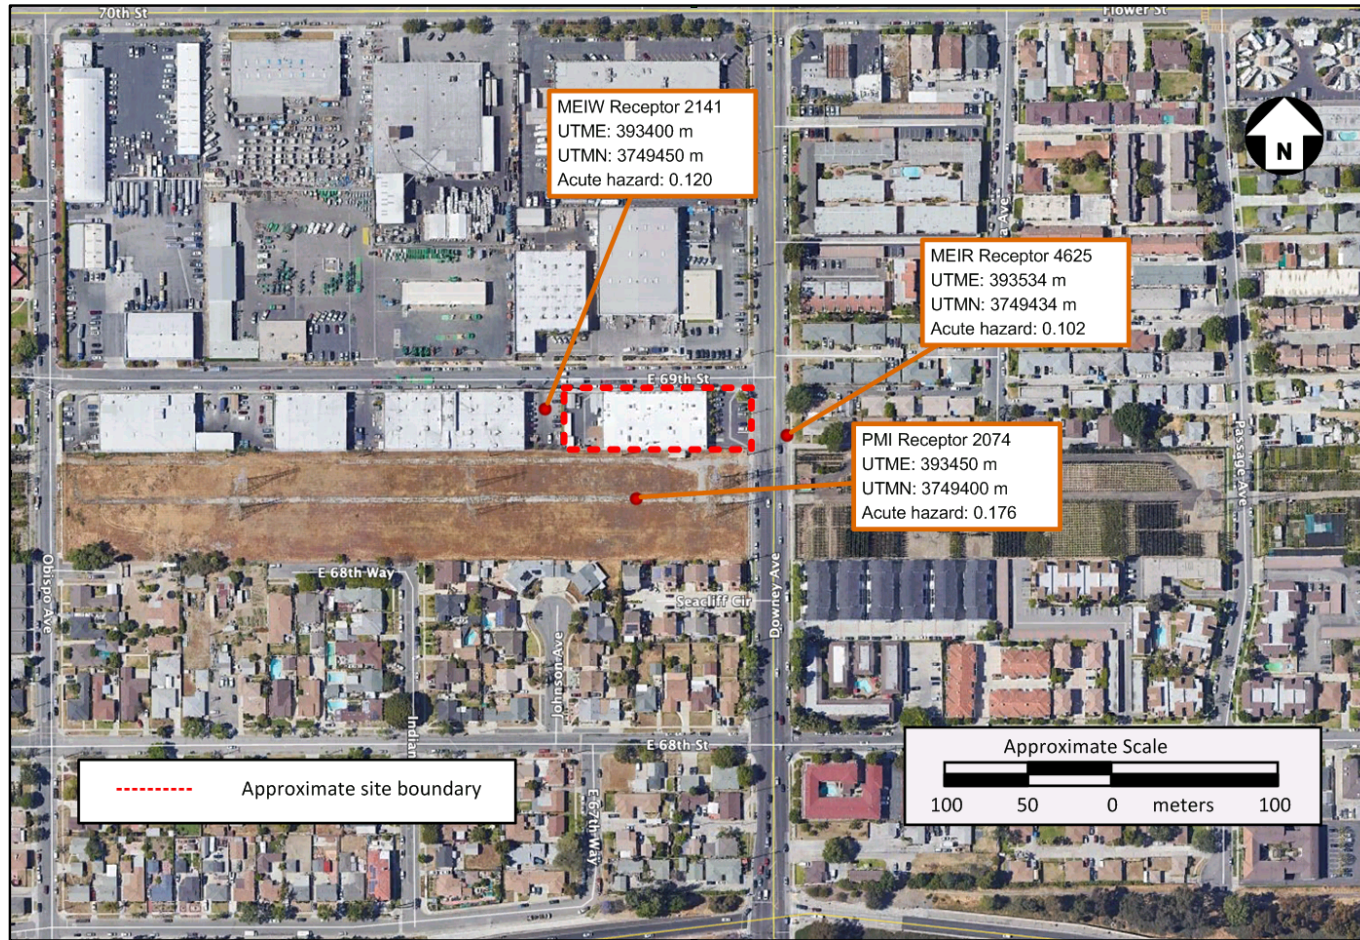 70th St
Flower St
MEIW Receptor 2141
UTME: 393400 m
UTMN: 3749450 m
Acute hazard: 0.120
N
a Ave
MEIR Receptor 4625
UTME: 393534 m
UTMN: 3749434 m
Acute hazard: 0.102
E 69th St
PMI Receptor 2074
UTME: 393450 m
UTMN: 3749400 m
Acute hazard: 0.176
Passage Ave
Obispo Ave
E 68th Way
Seacliff Cir
Downey Ave
Johnson Ave
Indian
E 68th St
E 67th Way
Approximate site boundary
Approximate Scale
100 50 0 meters 100